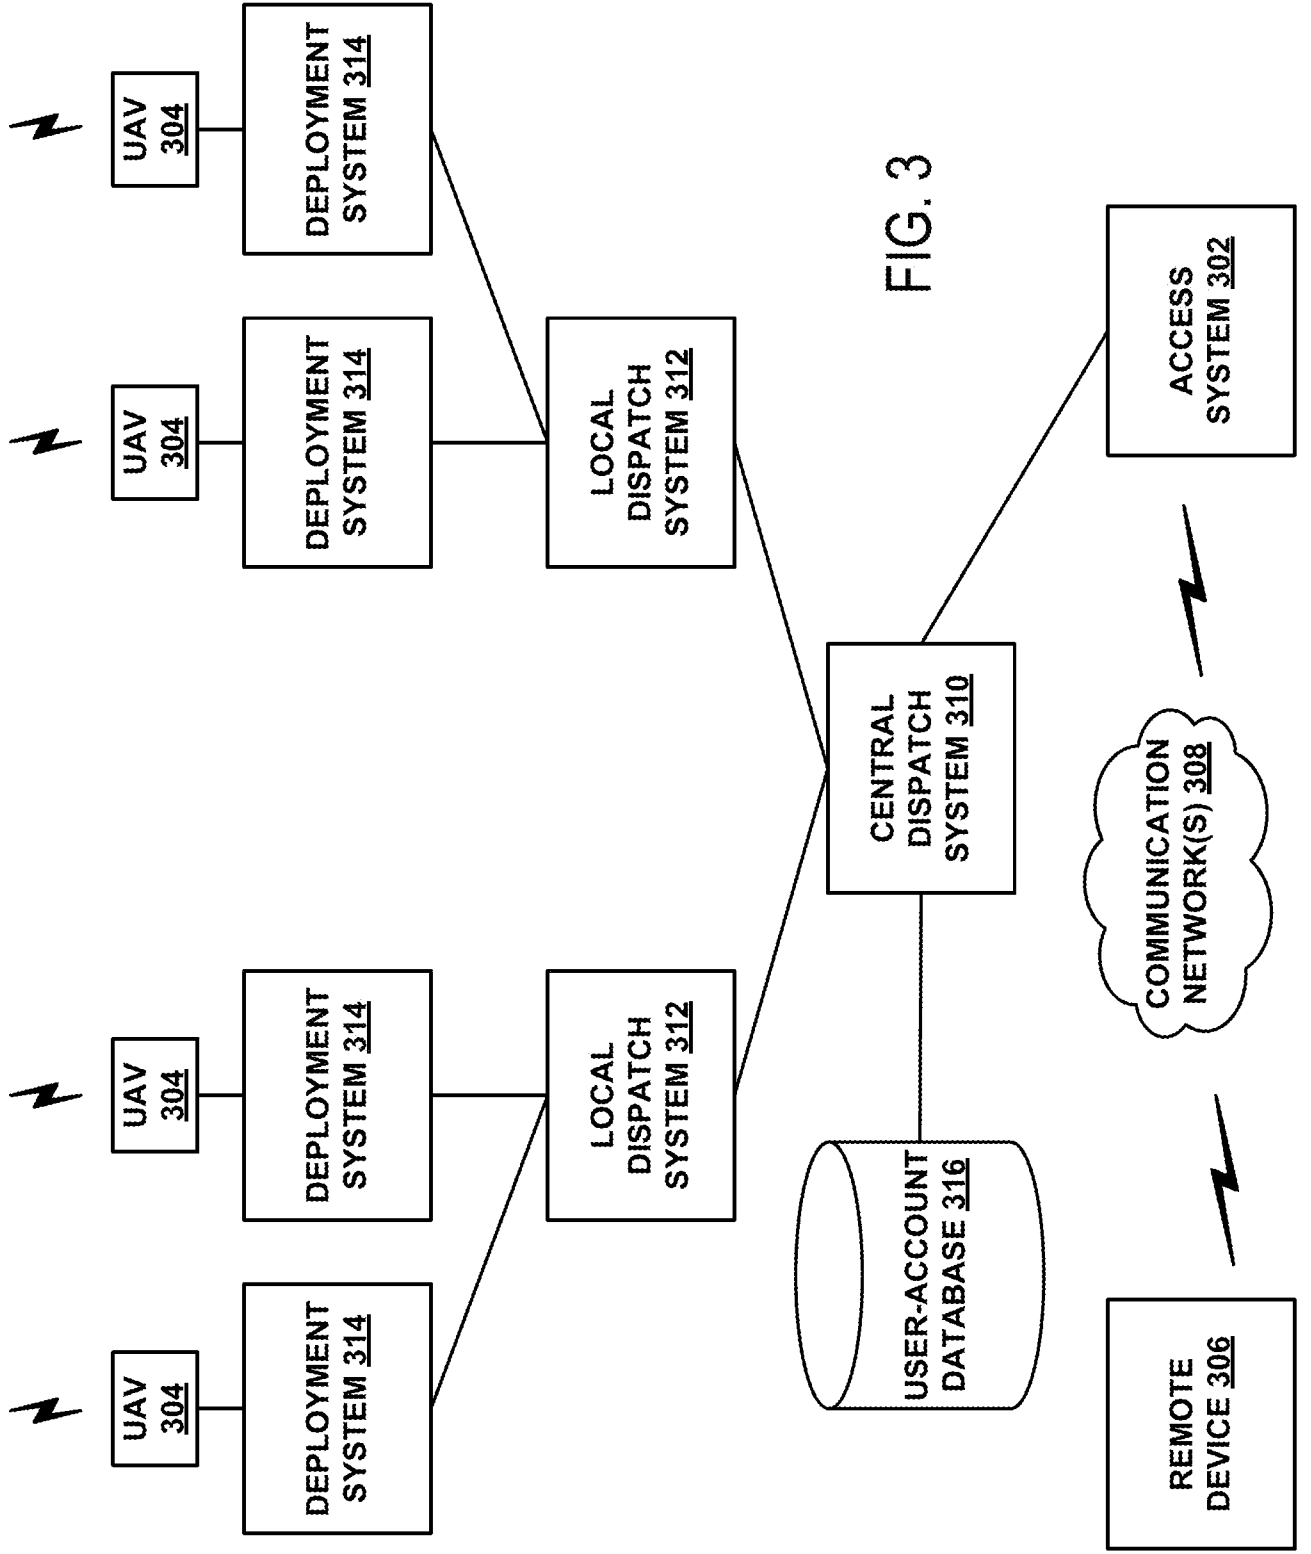 UAV
304
UAV
304
UAV
304
UAV
304
DEPLOYMENT
SYSTEM 314
DEPLOYMENT
SYSTEM 314
DEPLOYMENT
SYSTEM 314
DEPLOYMENT
SYSTEM 314
LOCAL
DISPATCH
SYSTEM 312
LOCAL
DISPATCH
SYSTEM 312
USER-ACCOUNT
DATABASE 316
CENTRAL
DISPATCH
SYSTEM 310
FIG. 3
REMOTE
DEVICE 306
COMMUNICATION
NETWORK(S) 308
ACCESS
SYSTEM 302